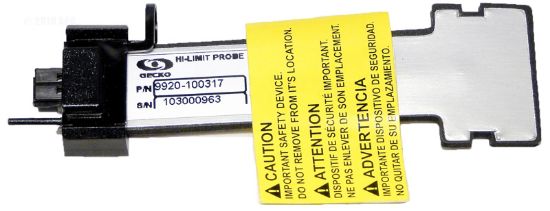 HI-LIMIT PROBE
GECKO
P/N 9920-100317
S/N 103000963
CAUTION
IMPORTANT SAFETY DEVICE.
DO NOT REMOVE FROM IT'S LOCATION.
ATTENTION
DISPOSITIF DE SÉCURITÉ IMPORTANT.
NE PAS ENLEVER DE SON EMPLACEMENT.
ADVERTENCIA
IMPORTANTE DISPOSITIVO DE SEGURIDAD.
NO QUITAR DE SU EMPLAZAMIENTO.